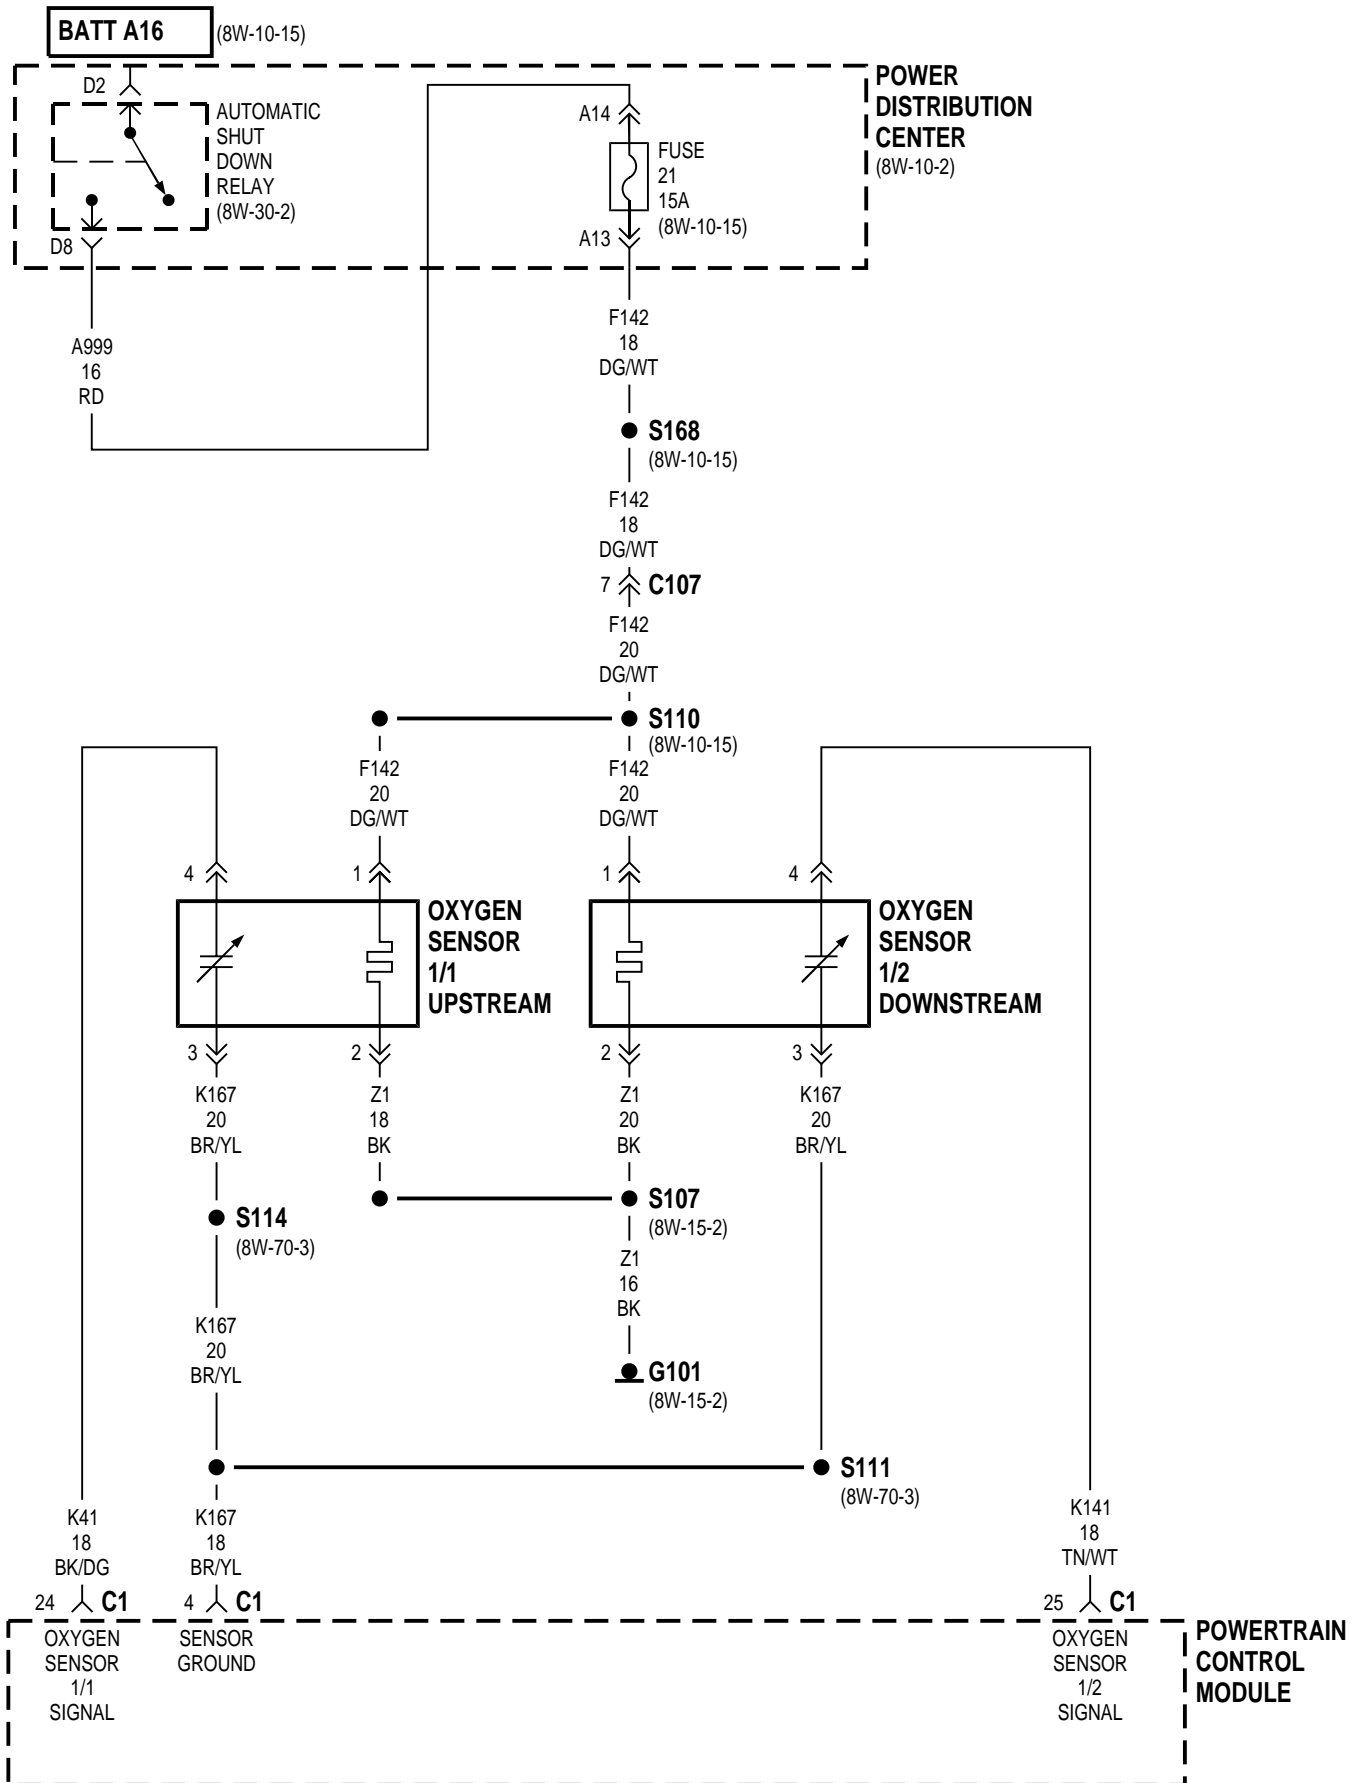 BATT A16 (8W-10-15)
POWER
DISTRIBUTION
CENTER
(8W-10-2)
D2
AUTOMATIC
SHUT
DOWN
RELAY
(8W-30-2)
D8
A14
FUSE
21
15A
(8W-10-15)
A13
A999
16
RD
F142
18
DG/WT
S168
(8W-10-15)
F142
18
DG/WT
7 C107
F142
20
DG/WT
S110
(8W-10-15)
F142
20
DG/WT
F142
20
DG/WT
4 1 1 4
OXYGEN
SENSOR
1/1
UPSTREAM
OXYGEN
SENSOR
1/2
DOWNSTREAM
3 2 2 3
K167
20
BR/YL
Z1
18
BK
Z1
20
BK
K167
20
BR/YL
S114
(8W-70-3)
S107
(8W-15-2)
Z1
16
BK
K167
20
BR/YL
G101
(8W-15-2)
S111
(8W-70-3)
K41
18
BK/DG
K167
18
BR/YL
K141
18
TN/WT
24 C1 4 C1 25 C1
OXYGEN
SENSOR
1/1
SIGNAL
SENSOR
GROUND
OXYGEN
SENSOR
1/2
SIGNAL
POWERTRAIN
CONTROL
MODULE